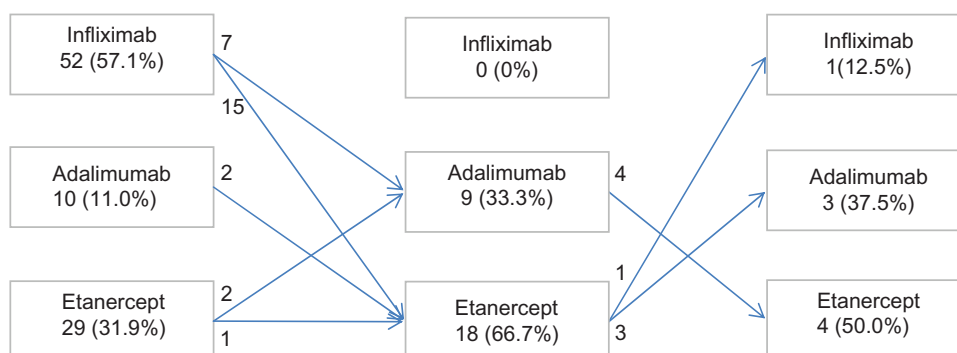 Infliximab
52 (57.1%)
7
15
Infliximab
0 (0%)
Infliximab
1(12.5%)
Adalimumab
10 (11.0%)
2
Adalimumab
9 (33.3%)
4
Adalimumab
3 (37.5%)
Etanercept
29 (31.9%)
2
1
Etanercept
18 (66.7%)
1
3
Etanercept
4 (50.0%)